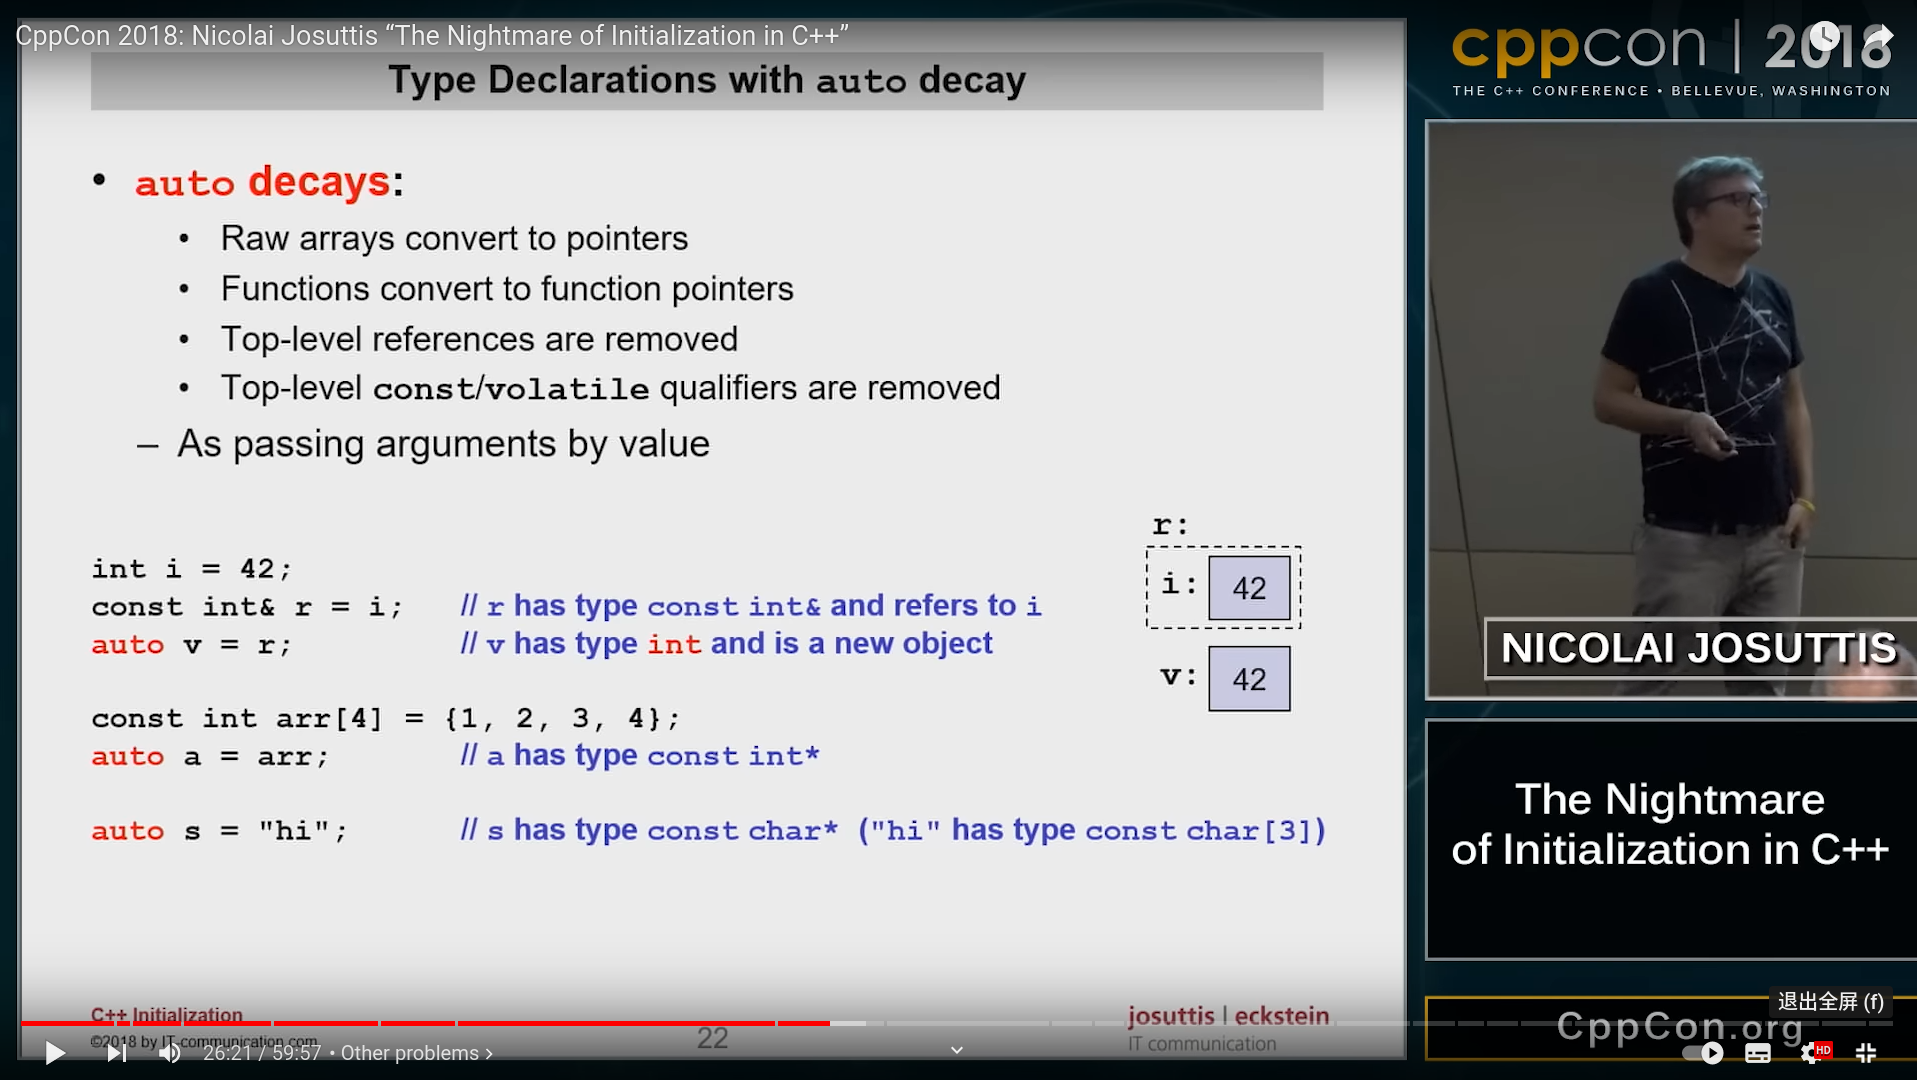 CppCon 2018: Nicolai Josuttis “The Nightmare of Initialization in C++”
Type Declarations with auto decay
• auto decays:
• Raw arrays convert to pointers
• Functions convert to function pointers
• Top-level references are removed
• Top-level const/volatile qualifiers are removed
– As passing arguments by value
int i = 42;
const int& r = i; // r has type const int& and refers to i
auto v = r; // v has type int and is a new object
const int arr[4] = {1, 2, 3, 4};
auto a = arr; // a has type const int*
auto s = "hi"; // s has type const char* ("hi" has type const char[3])
r:
i: 42
v: 42
C++ Initialization
©2018 by IT-communication.com
22
josuttis | eckstein
IT communication
26:21 / 59:57 • Other problems ›
cppcon | 2018
THE C++ CONFERENCE • BELLEVUE, WASHINGTON
NICOLAI JOSUTTIS
The Nightmare
of Initialization in C++
退出全屏 (f)
CppCon.org
HD